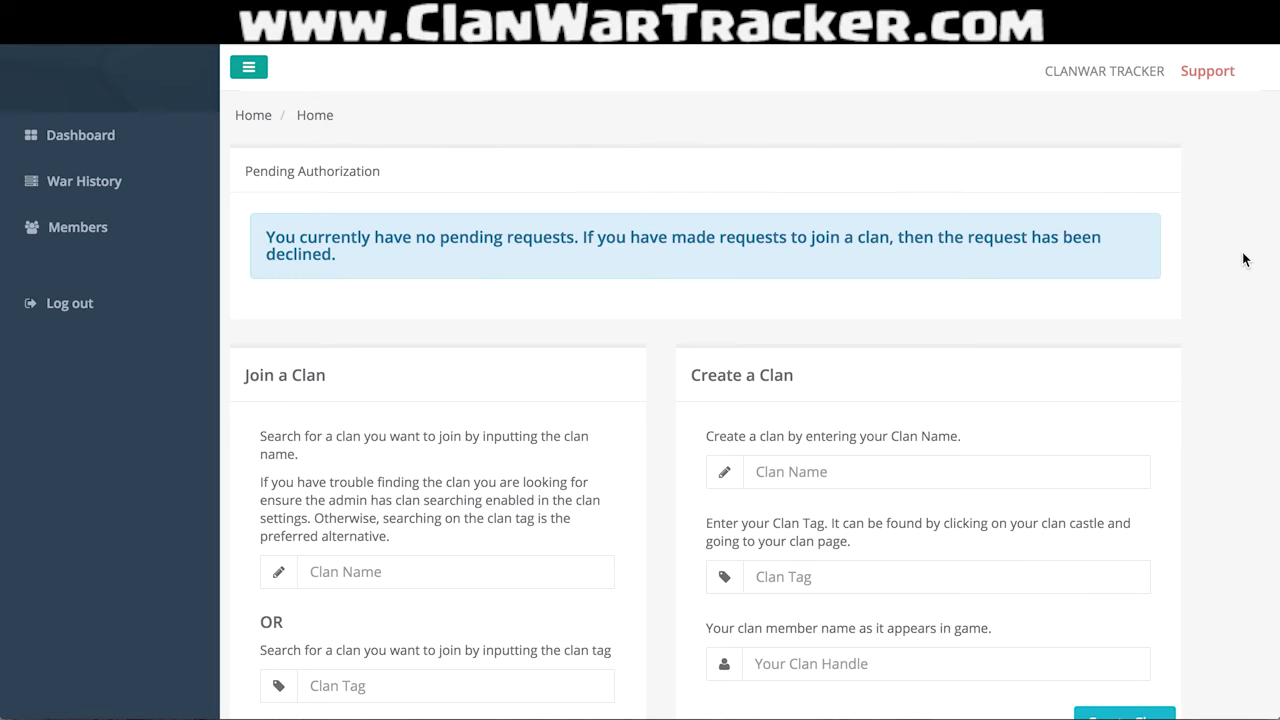 www.ClanWarTracker.com
CLANWAR TRACKER Support
Dashboard
War History
Members
Log out
Home / Home
Pending Authorization
You currently have no pending requests. If you have made requests to join a clan, then the request has been
declined.
Join a Clan
Search for a clan you want to join by inputting the clan
name.
If you have trouble finding the clan you are looking for
ensure the admin has clan searching enabled in the clan
settings. Otherwise, searching on the clan tag is the
preferred alternative.
Clan Name
OR
Search for a clan you want to join by inputting the clan tag
Clan Tag
Create a Clan
Create a clan by entering your Clan Name.
Clan Name
Enter your Clan Tag. It can be found by clicking on your clan castle and
going to your clan page.
Clan Tag
Your clan member name as it appears in game.
Your Clan Handle